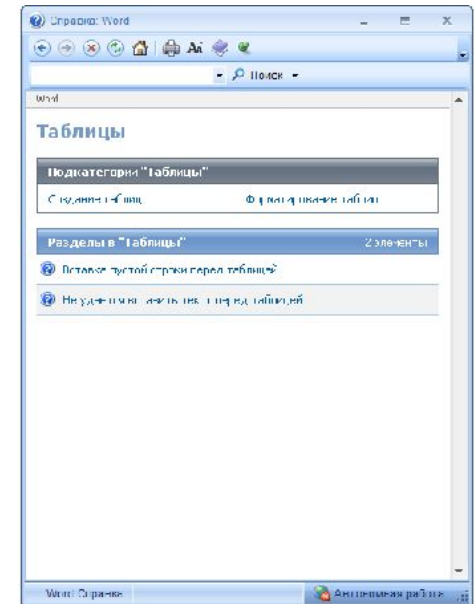 Справка: Word
Поиск
Word
Таблицы
Подкатегории "Таблицы"
Создание таблиц Форматирование таблиц
Разделы в "Таблицы" 2 элементы
Вставка пустой строки перед таблицей
Не удается вставить текст перед таблицей
Word Справка Автономная работа